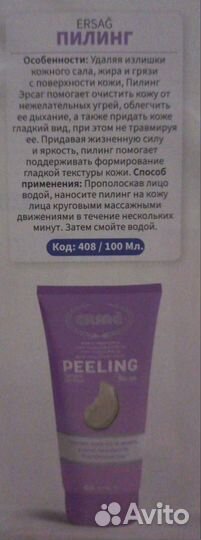 ERSAĞ
ПИЛИНГ
Особенности: Удаляя излишки
кожного сала, жира и грязи
с поверхности кожи, Пилинг
Эрсаг помогает очистить кожу от
нежелательных угрей, облегчить
ее дыхание, а также придать коже
гладкий вид, при этом не травмируя
ее. Придавая жизненную силу
и яркость, пилинг помогает
поддерживать формирование
гладкой текстуры кожи. Способ
применения: Прополоскав лицо
водой, наносите пилинг на кожу
лица круговыми массажными
движениями в течение нескольких
минут. Затем смойте водой.
Код: 408 / 100 Мл.
ERSAĞ
PEELING
Avito